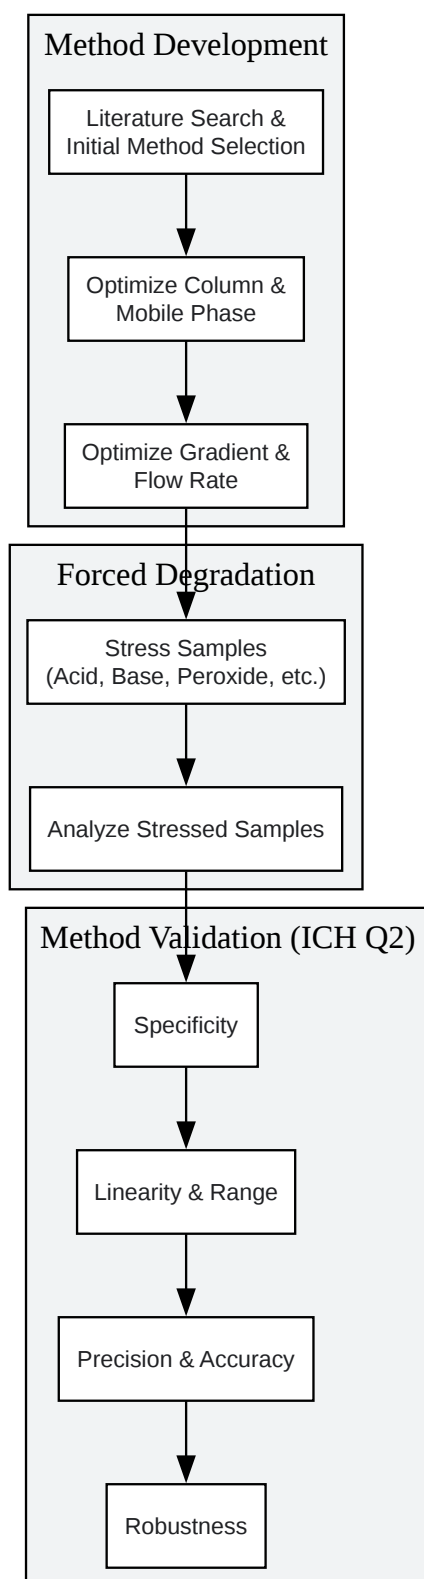 Method Development
Literature Search &
Initial Method Selection
Optimize Column &
Mobile Phase
Optimize Gradient &
Flow Rate
Forced Degradation
Stress Samples
(Acid, Base, Peroxide, etc.)
Analyze Stressed Samples
Method Validation (ICH Q2)
Specificity
Linearity & Range
Precision & Accuracy
Robustness